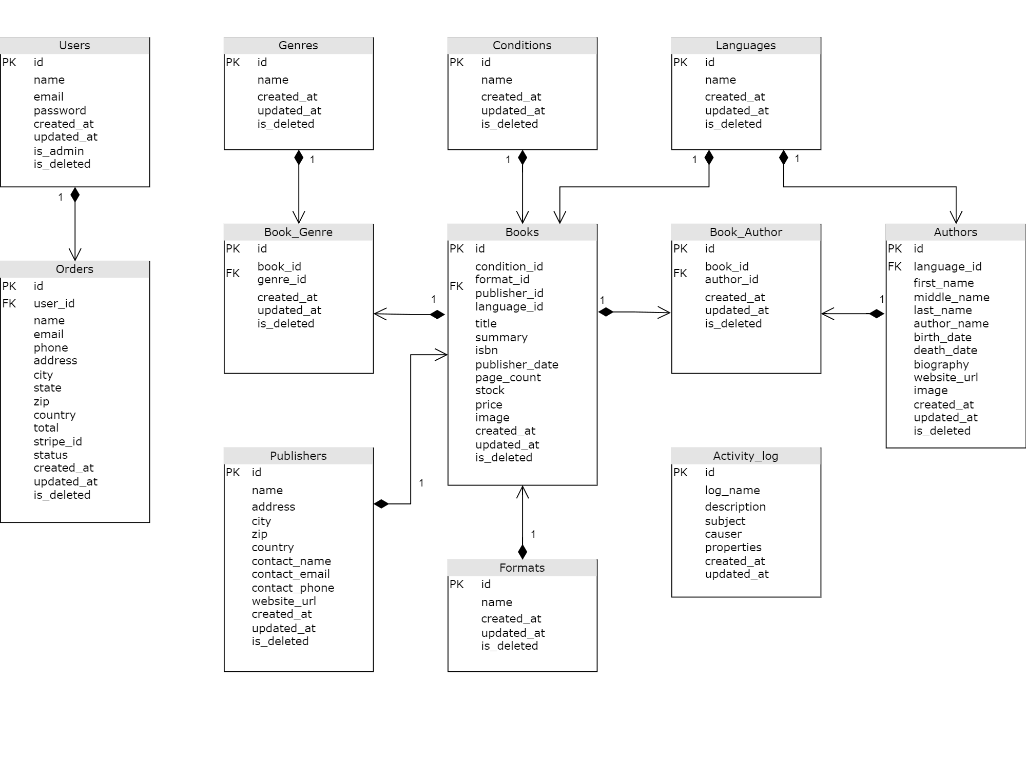 Users
PK id
name
email
password
created_at
updated_at
is_admin
is_deleted
1
Genres
PK id
name
created_at
updated_at
is_deleted
1
Conditions
PK id
name
created_at
updated_at
is_deleted
1
Languages
PK id
name
created_at
updated_at
is_deleted
1
1
Orders
PK id
FK user_id
name
email
phone
address
city
state
zip
country
total
stripe_id
status
created_at
updated_at
is_deleted
Book_Genre
PK id
book_id
FK
genre_id
created_at
updated_at
is_deleted
1
Books
PK id
condition_id
format_id
FK
publisher_id
language_id
title
summary
isbn
publisher_date
page_count
stock
price
image
created_at
updated_at
is_deleted
1
Book_Author
PK id
book_id
FK
author_id
created_at
updated_at
is_deleted
1
Authors
PK id
FK language_id
first_name
middle_name
last_name
author_name
birth_date
death_date
biography
website_url
image
created_at
updated_at
is_deleted
Publishers
PK id
name
address
city
zip
country
contact_name
contact_email
contact_phone
website_url
created_at
updated_at
is_deleted
1
1
Formats
PK id
name
created_at
updated_at
is_deleted
Activity_log
PK id
log_name
description
subject
causer
properties
created_at
updated_at